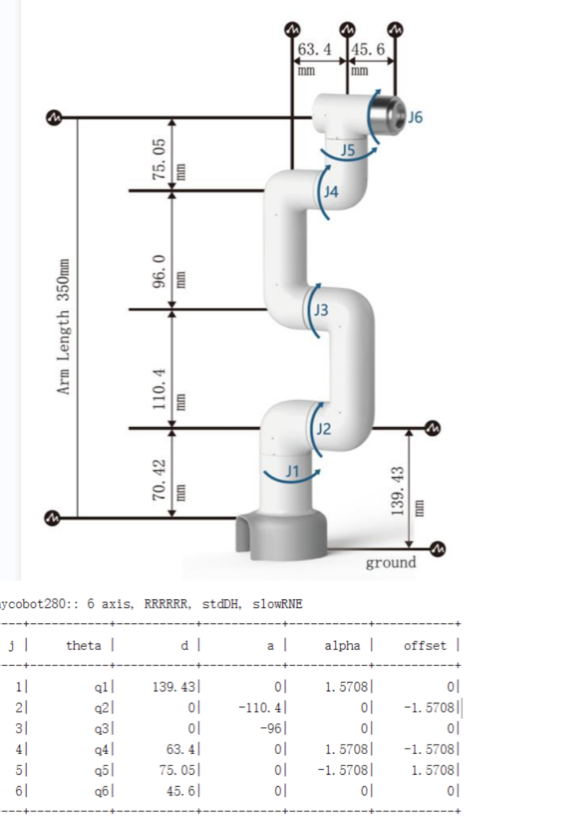 63.4 45.6
mm mm
J6
J5
75.05
mm
J4
96.0
mm
J3
Arm Length 350mm
110.4
mm
J2
J1
70.42
mm
139.43
mm
ground
ycobot280:: 6 axis, RRRRRR, stdDH, slowRNE
j | theta | d | a | alpha | offset |
1| q1| 139.43| 0| 1.5708| 0|
2| q2| 0| -110.4| 0| -1.5708|
3| q3| 0| -96| 0| 0|
4| q4| 63.4| 0| 1.5708| -1.5708|
5| q5| 75.05| 0| -1.5708| 1.5708|
6| q6| 45.6| 0| 0| 0|